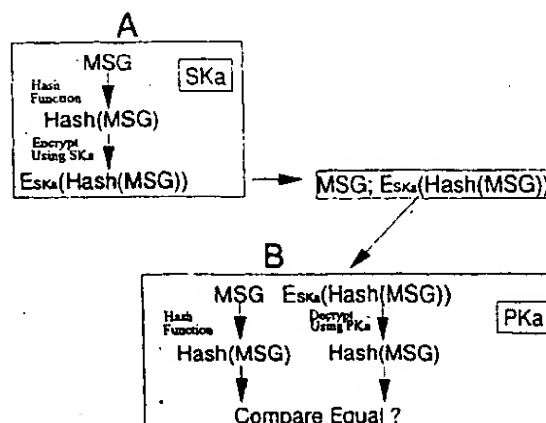 A
MSG
SKa
Hash
Function
Hash(MSG)
Encrypt
Using SKa
ESKa(Hash(MSG))
MSG; ESKa(Hash(MSG))
B
MSG ESKa(Hash(MSG))
PKa
Hash
Function
Decrypt
Using PKa
Hash(MSG) Hash(MSG)
Compare Equal ?